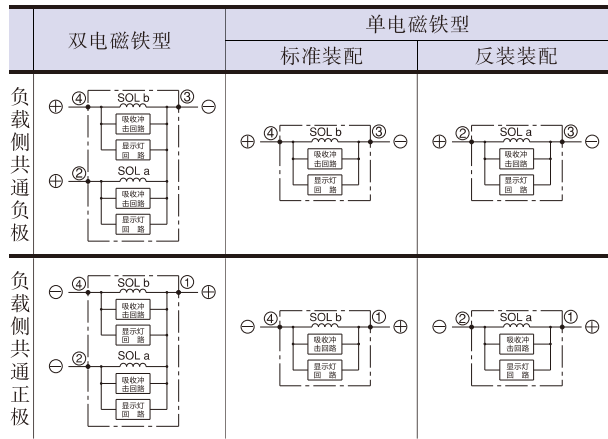 双电磁铁型
单电磁铁型
标准装配
反装装配
负载侧共通负极
④ SOL b ③
⊕ ⊖
吸收冲
击回路
显示灯
回 路
② SOL a
⊕
吸收冲
击回路
显示灯
回 路
④ SOL b ③
⊕ ⊖
吸收冲
击回路
显示灯
回 路
② SOL a ③
⊕ ⊖
吸收冲
击回路
显示灯
回 路
负载侧共通正极
④ SOL b ①
⊖ ⊕
吸收冲
击回路
显示灯
回 路
② SOL a
⊖
吸收冲
击回路
显示灯
回 路
④ SOL b ①
⊖ ⊕
吸收冲
击回路
显示灯
回 路
② SOL a ①
⊖ ⊕
吸收冲
击回路
显示灯
回 路